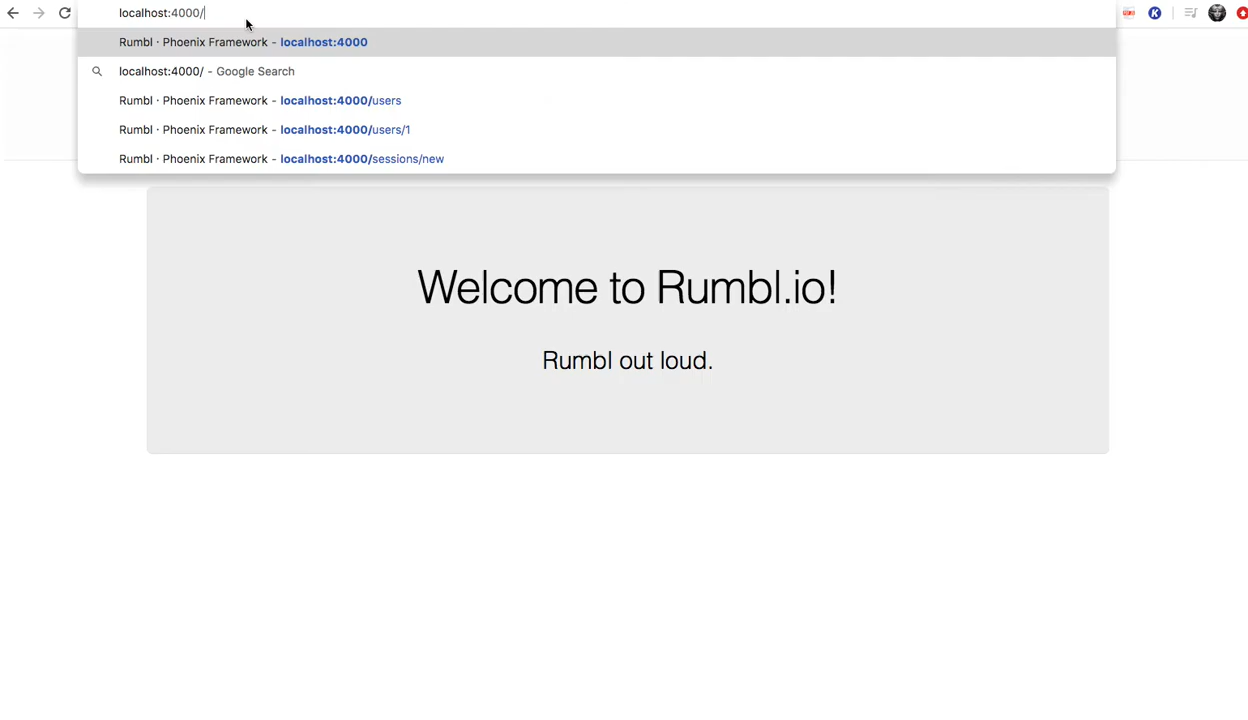 localhost:4000/
Rumbl · Phoenix Framework - localhost:4000
localhost:4000/ - Google Search
Rumbl · Phoenix Framework - localhost:4000/users
Rumbl · Phoenix Framework - localhost:4000/users/1
Rumbl · Phoenix Framework - localhost:4000/sessions/new
K
Welcome to Rumbl.io!
Rumbl out loud.